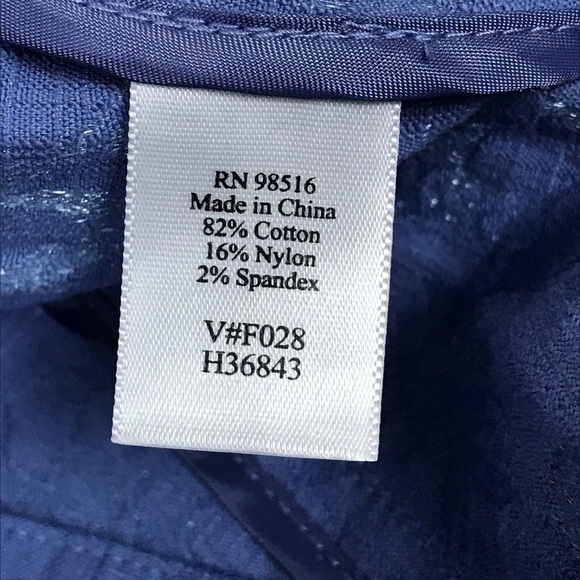 RN 98516
Made in China
82% Cotton
16% Nylon
2% Spandex
V#F028
H36843